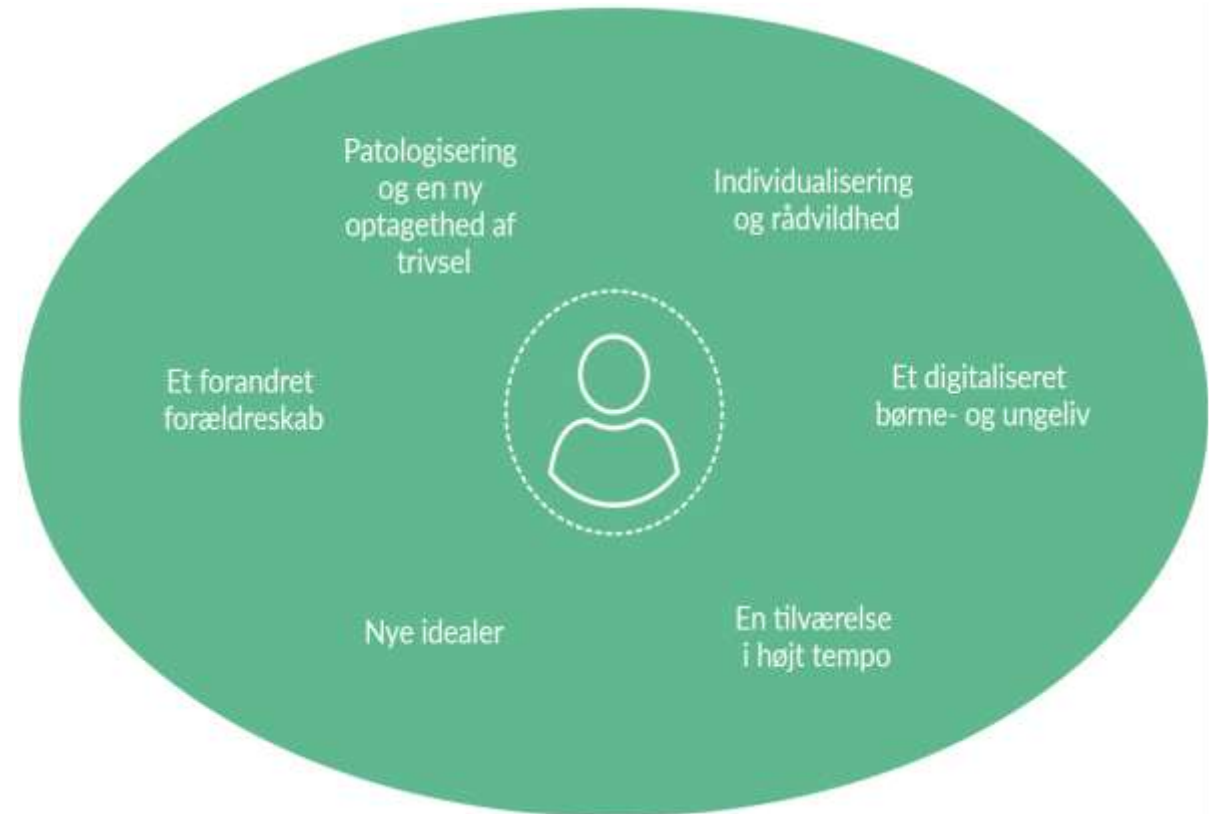 Patologisering
og en ny
optagethed af
trivsel
Individualisering
og rådvildhed
Et forandret
forældreskab
Et digitaliseret
børne- og ungeliv
Nye idealer
En tilværelse
i højt tempo